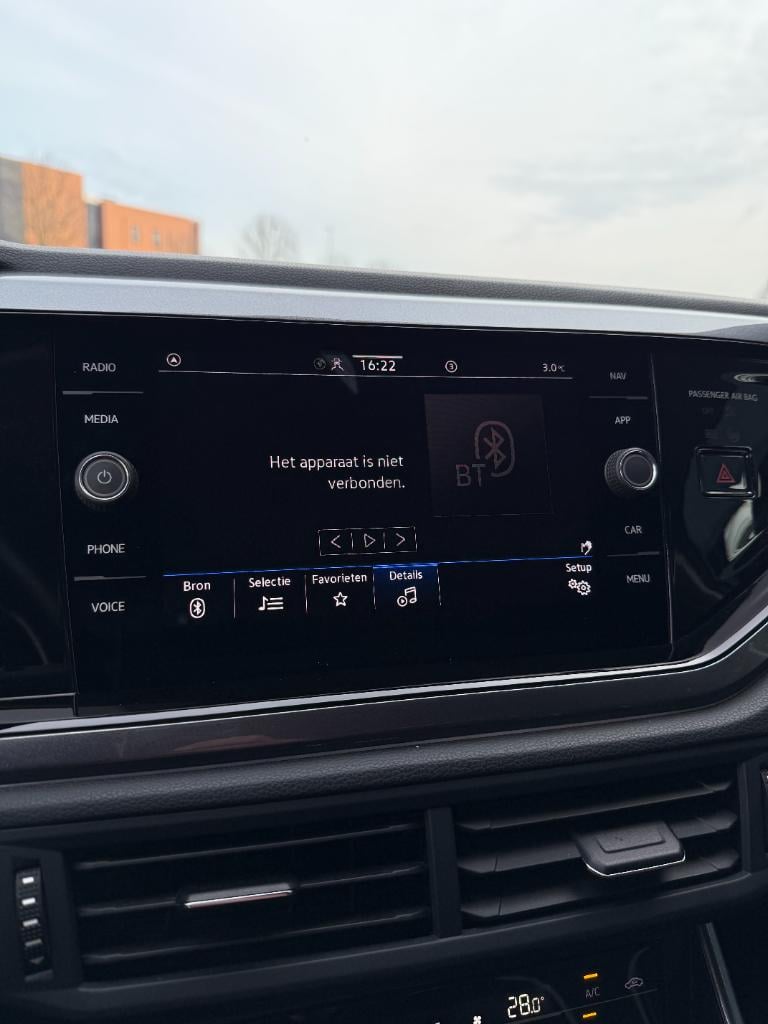 RADIO
MEDIA
PHONE
VOICE
16:22
3
3.0°C
Het apparaat is niet
verbonden.
BT
Bron
Selectie
Favorieten
Details
Setup
NAV
APP
CAR
MENU
PASSENGER AIR BAG
28.0°
A/C